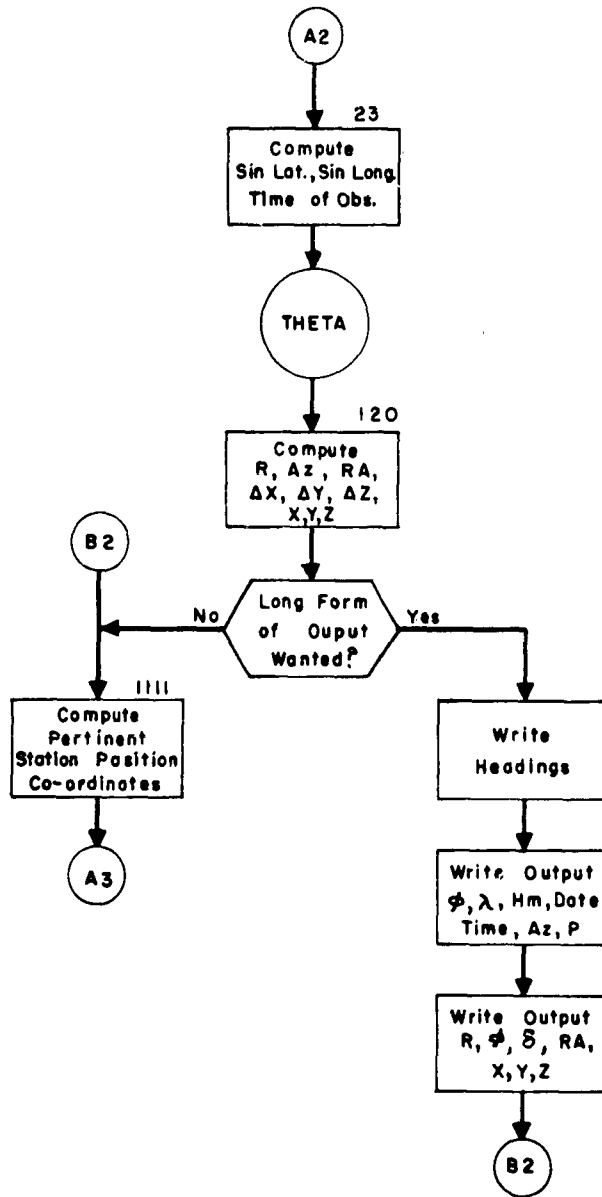 A2
23
Compute
Sin Lat., Sin Long.
Time of Obs.
THETA
120
Compute
R, Az, RA,
ΔX, ΔY, ΔZ,
X,Y,Z
B2
No
Long Form
of Ouput
Wanted?
Yes
1111
Compute
Pertinent
Station Position
Co-ordinates
A3
Write
Headings
Write Output
ϕ, λ, Hm, Date
Time, Az, P
Write Output
R, ϕ, δ, RA,
X,Y,Z
B2